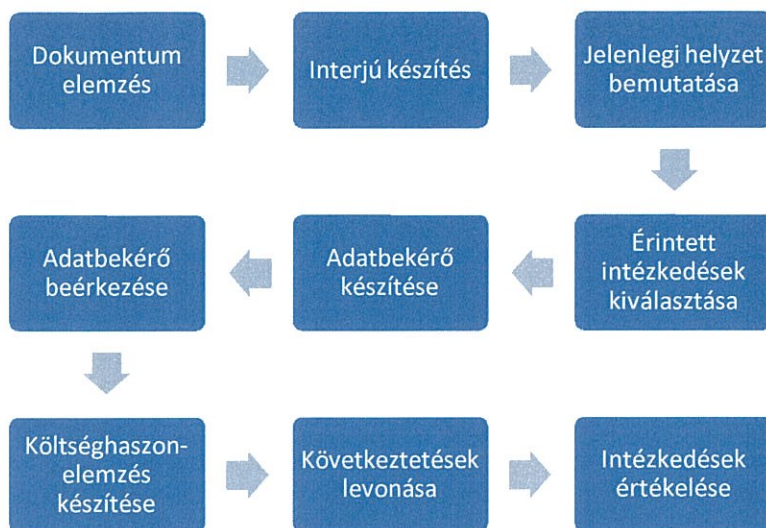 Dokumentum
elemzés
Interjú készítés
Jelenlegi helyzet
bemutatása
Érintett
intézkedések
kiválasztása
Adatbekérő
készítése
Adatbekérő
beérkezése
Költséghaszon-
elemzés
készítése
Következtetések
levonása
Intézkedések
értékelése